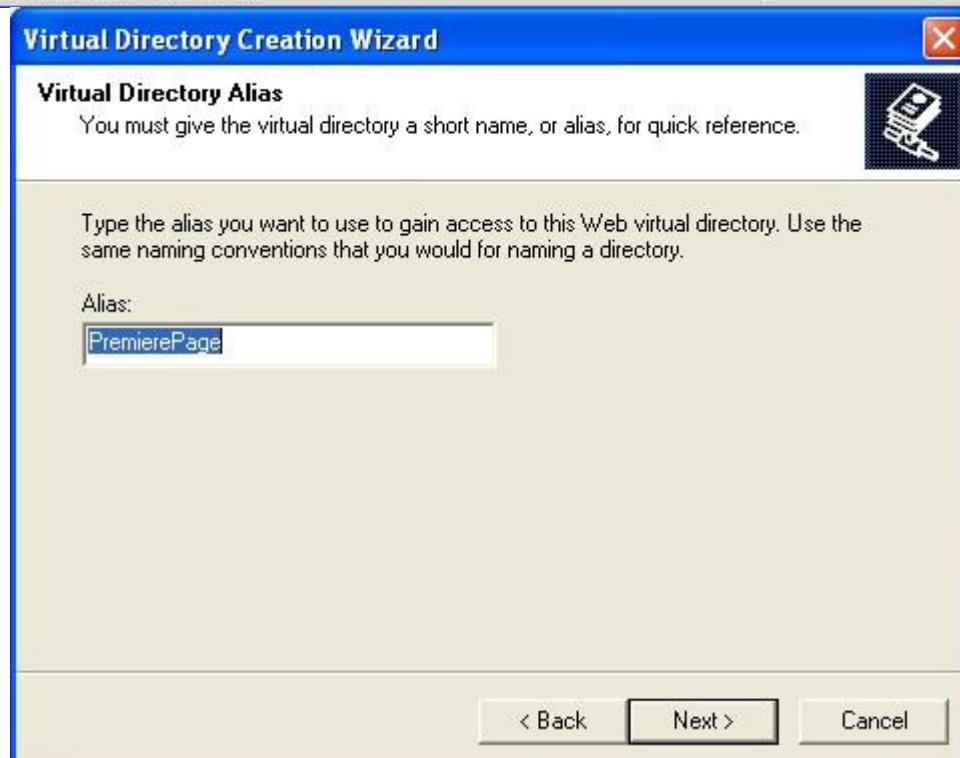 Virtual Directory Creation Wizard
Virtual Directory Alias
You must give the virtual directory a short name, or alias, for quick reference.
Type the alias you want to use to gain access to this Web virtual directory. Use the
same naming conventions that you would for naming a directory.
Alias:
PremierePage
< Back Next > Cancel